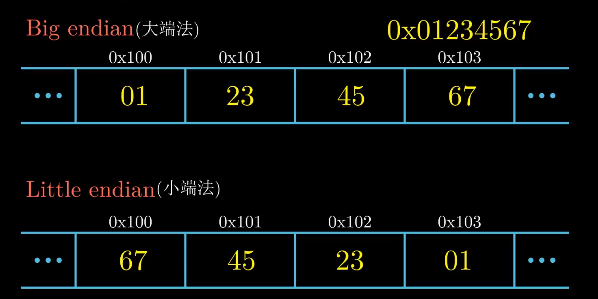 Big endian(大端法)
0x01234567
0x100 0x101 0x102 0x103
... 01 23 45 67 ...
Little endian(小端法)
0x100 0x101 0x102 0x103
... 67 45 23 01 ...